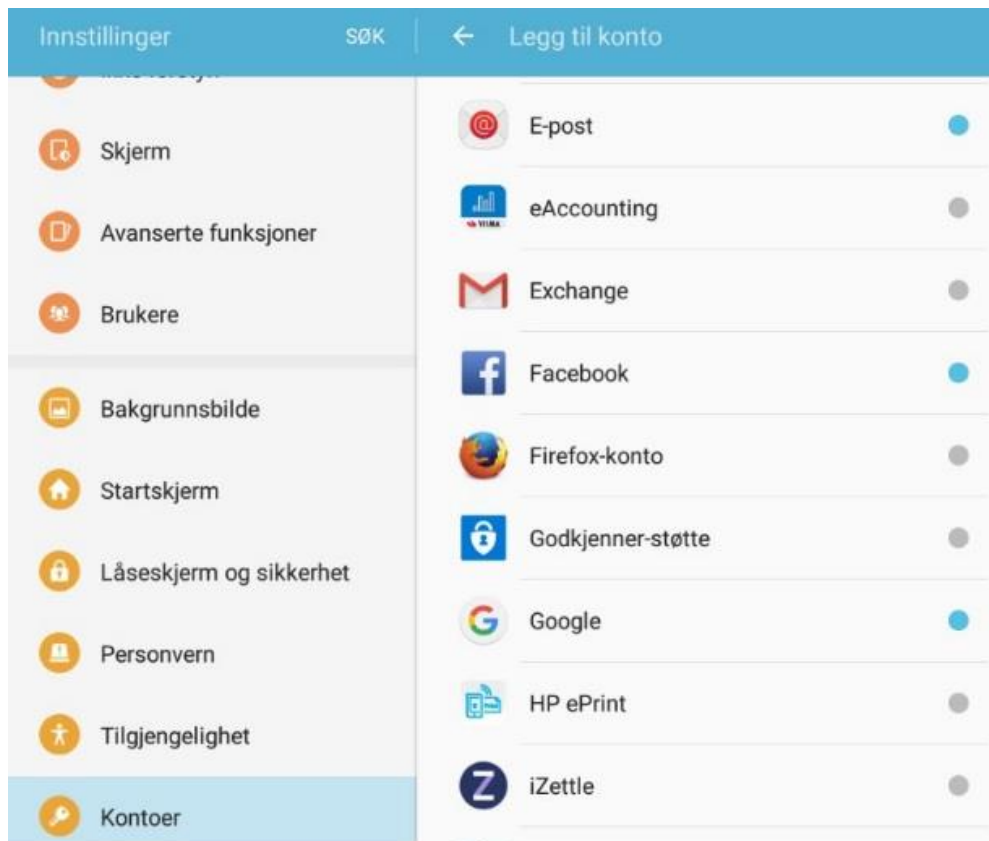 Innstillinger
SØK
Legg til konto
Skjerm
Avanserte funksjoner
Brukere
Bakgrunnsbilde
Startskjerm
Låseskjerm og sikkerhet
Personvern
Tilgjengelighet
Kontoer
E-post
eAccounting
VISMA
Exchange
Facebook
Firefox-konto
Godkjenner-støtte
Google
HP ePrint
iZettle